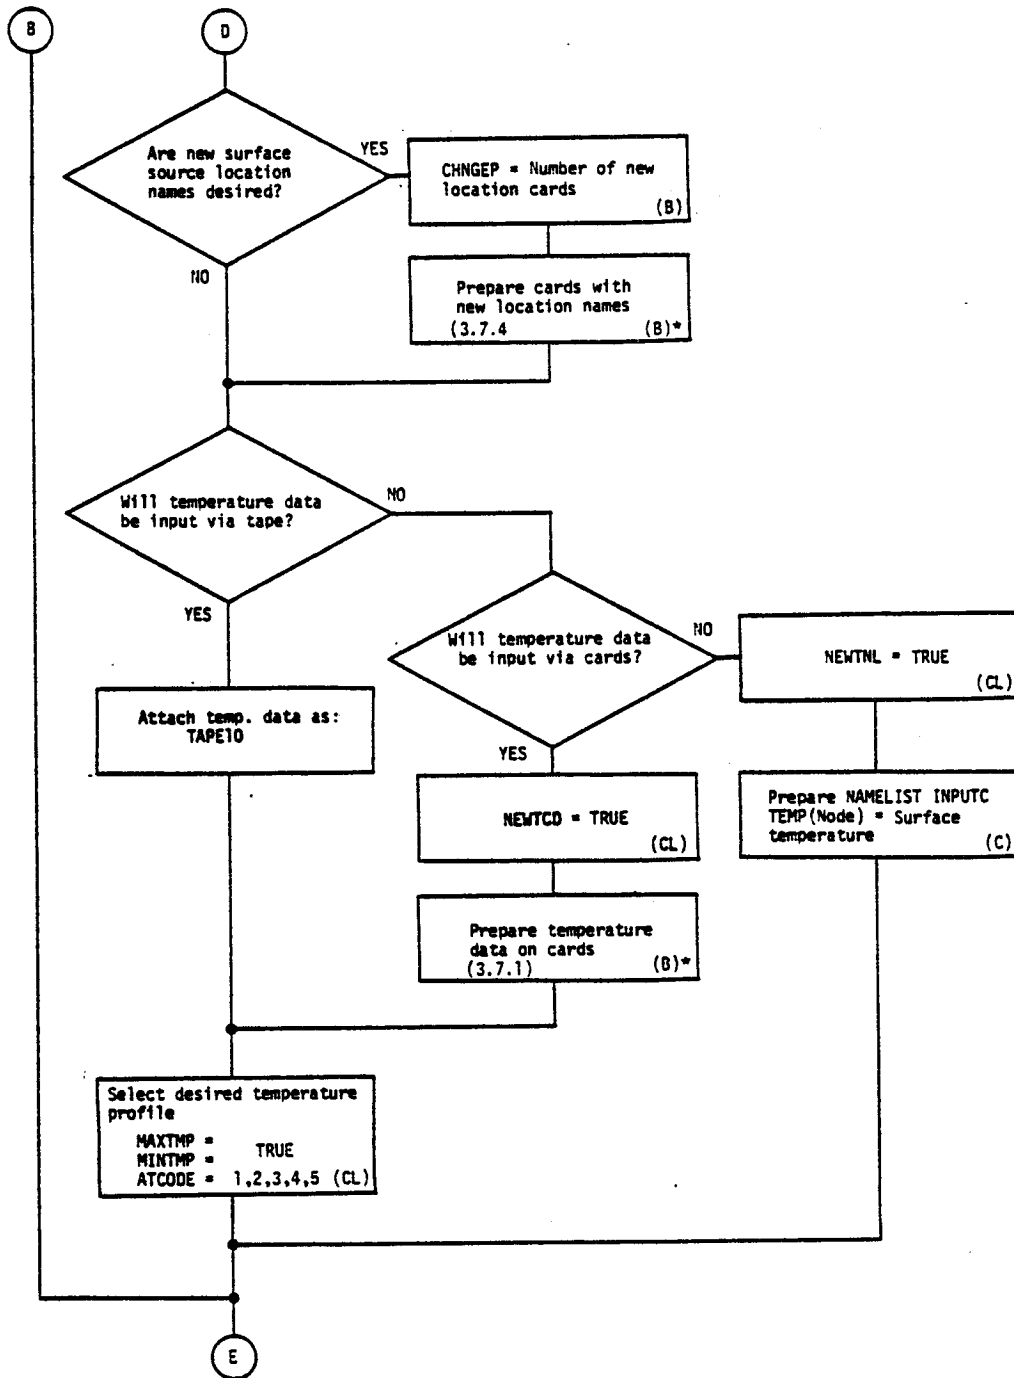 B
D
Are new surface
source location
names desired?
YES
CHNGEP = Number of new
location cards
(B)
NO
Prepare cards with
new location names
(3.7.4 (B)*
Will temperature data
be input via tape?
NO
YES
Will temperature data
be input via cards?
NO
NEWTNL = TRUE
(CL)
Attach temp. data as:
TAPE10
YES
NEWTCD = TRUE
(CL)
Prepare NAMELIST INPUTC
TEMP(Node) = Surface
temperature
(C)
Prepare temperature
data on cards
(3.7.1) (B)*
Select desired temperature
profile
MAXTMP =
TRUE
MINTMP =
ATCODE = 1,2,3,4,5 (CL)
E